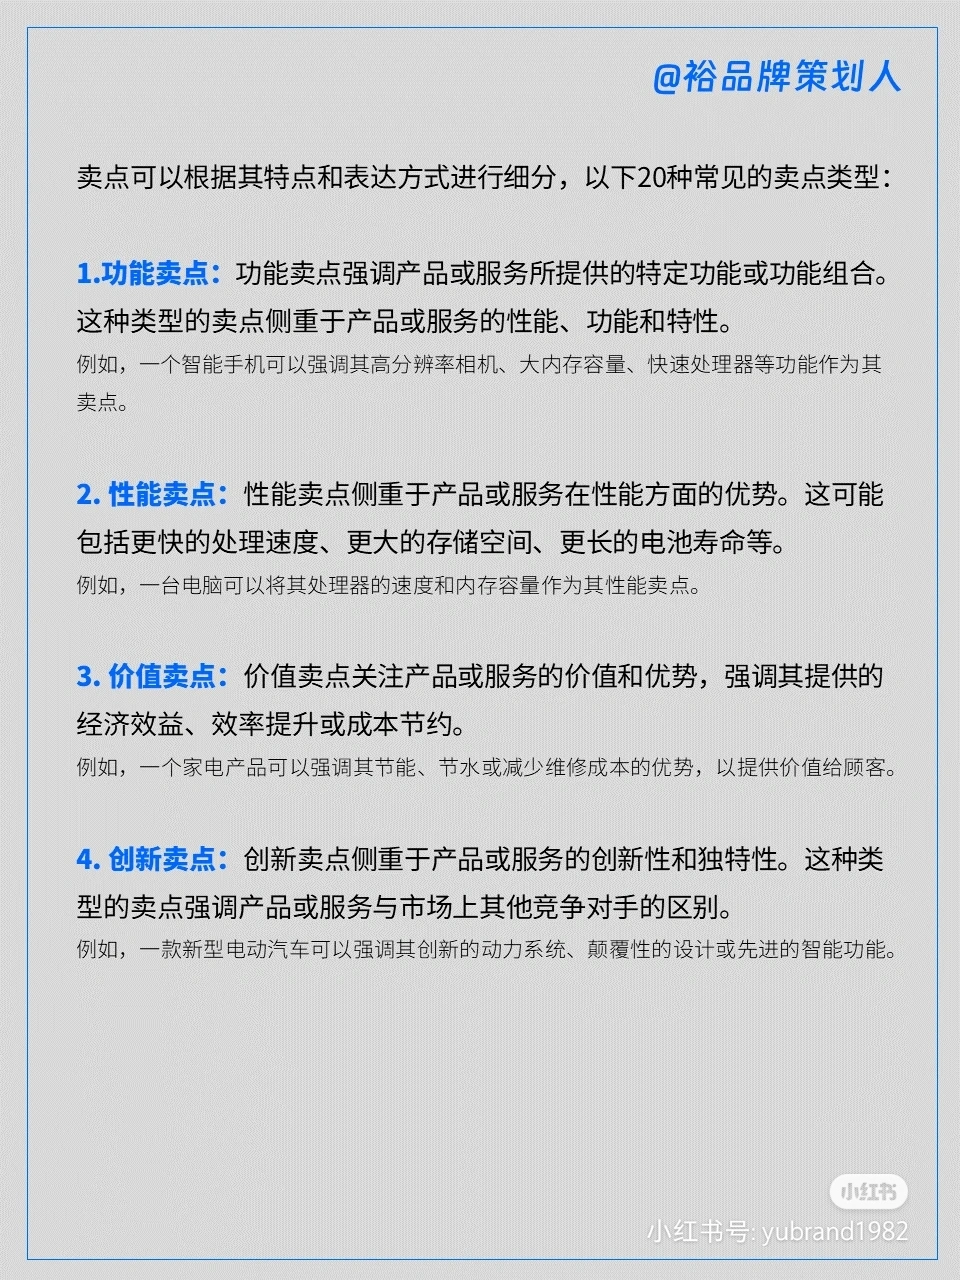 @裕品牌策划人
卖点可以根据其特点和表达方式进行细分，以下20种常见的卖点类型：
1.功能卖点：功能卖点强调产品或服务所提供的特定功能或功能组合。
这种类型的卖点侧重于产品或服务的性能、功能和特性。
例如，一个智能手机可以强调其高分辨率相机、大内存容量、快速处理器等功能作为其
卖点。
2. 性能卖点：性能卖点侧重于产品或服务在性能方面的优势。这可能
包括更快的处理速度、更大的存储空间、更长的电池寿命等。
例如，一台电脑可以将其处理器的速度和内存容量作为其性能卖点。
3. 价值卖点：价值卖点关注产品或服务的价值和优势，强调其提供的
经济效益、效率提升或成本节约。
例如，一个家电产品可以强调其节能、节水或减少维修成本的优势，以提供价值给顾客。
4. 创新卖点：创新卖点侧重于产品或服务的创新性和独特性。这种类
型的卖点强调产品或服务与市场上其他竞争对手的区别。
例如，一款新型电动汽车可以强调其创新的动力系统、颠覆性的设计或先进的智能功能。
小红书
小红书号: yubrand1982